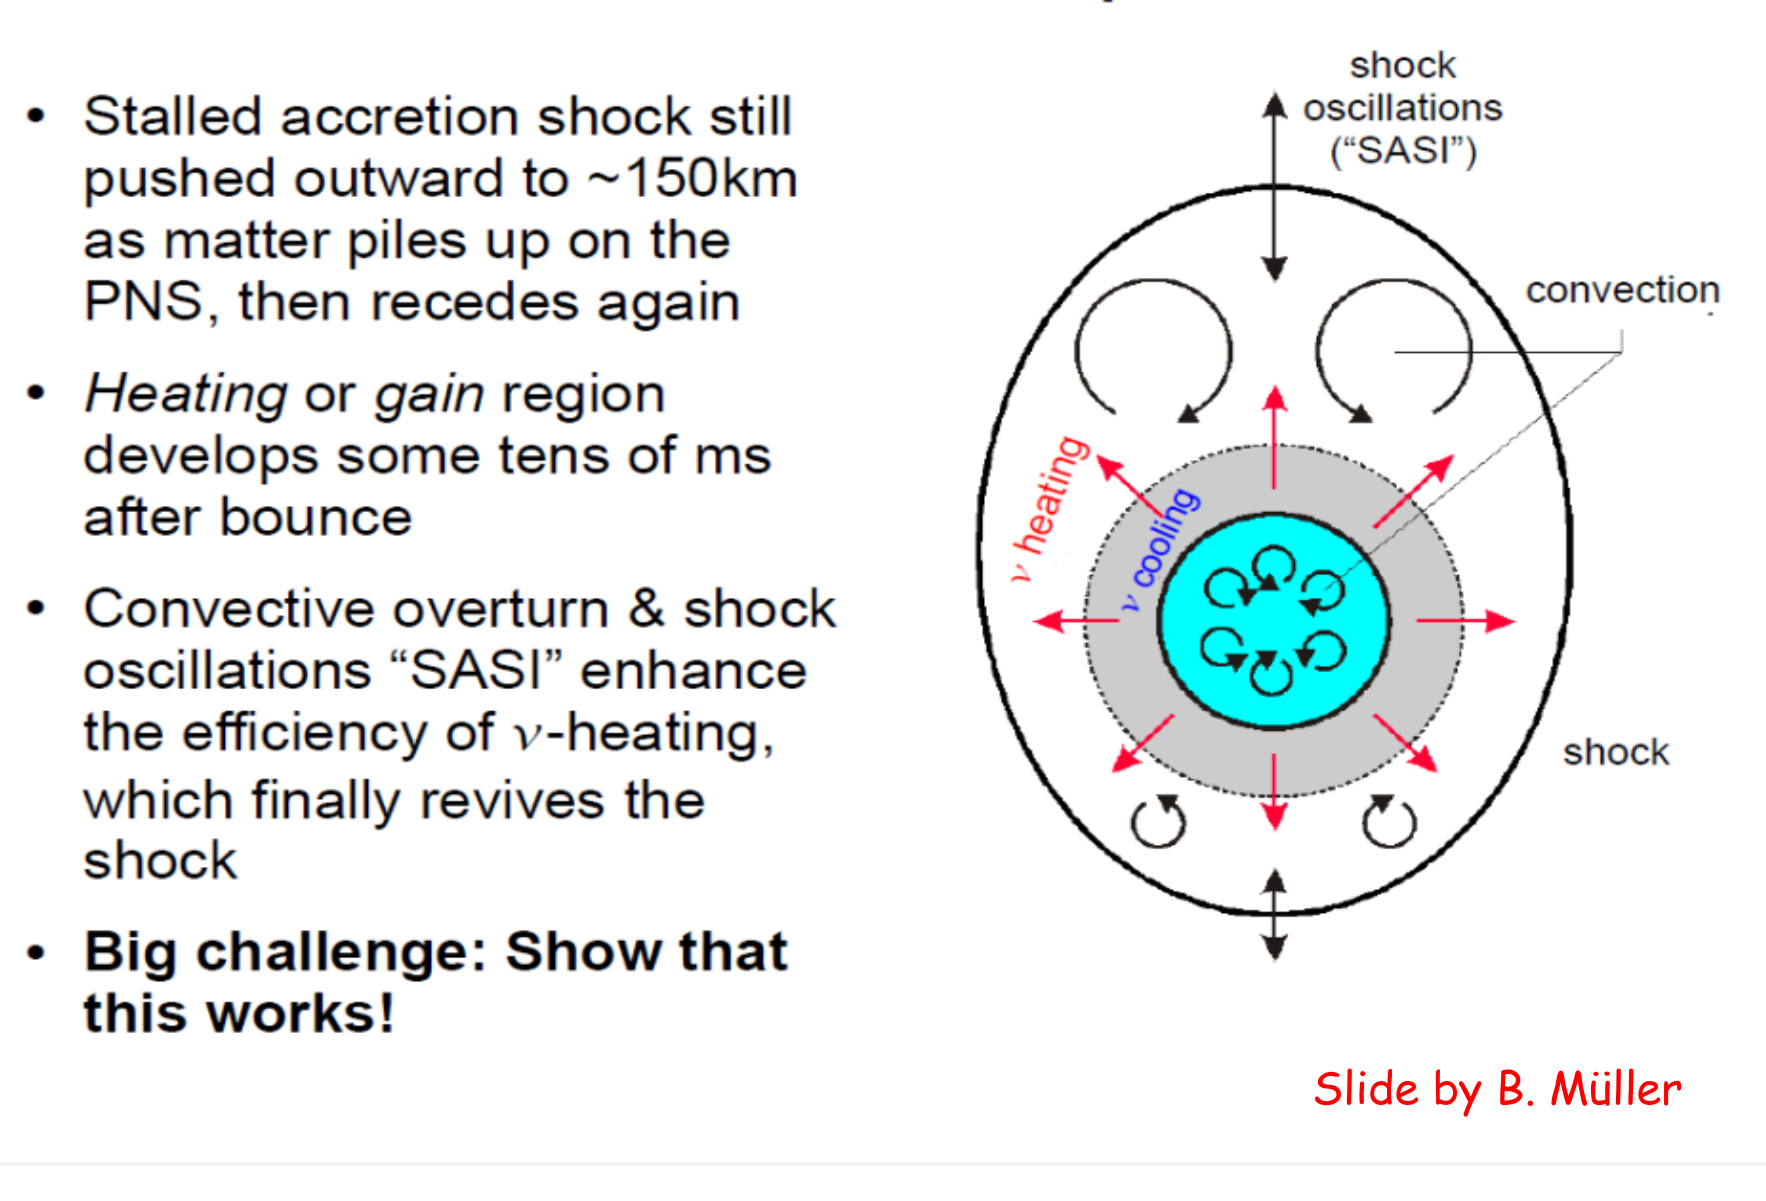 • Stalled accretion shock still
pushed outward to ~150km
as matter piles up on the
PNS, then recedes again
• Heating or gain region
develops some tens of ms
after bounce
• Convective overturn & shock
oscillations “SASI” enhance
the efficiency of ν-heating,
which finally revives the
shock
• Big challenge: Show that
this works!
shock
oscillations
(“SASI”)
convection
ν heating
ν cooling
shock
Slide by B. Müller